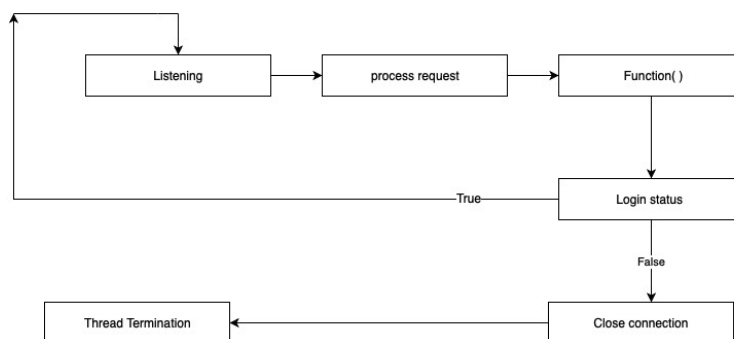 Listening
process request
Function( )
Login status
True
False
Thread Termination
Close connection